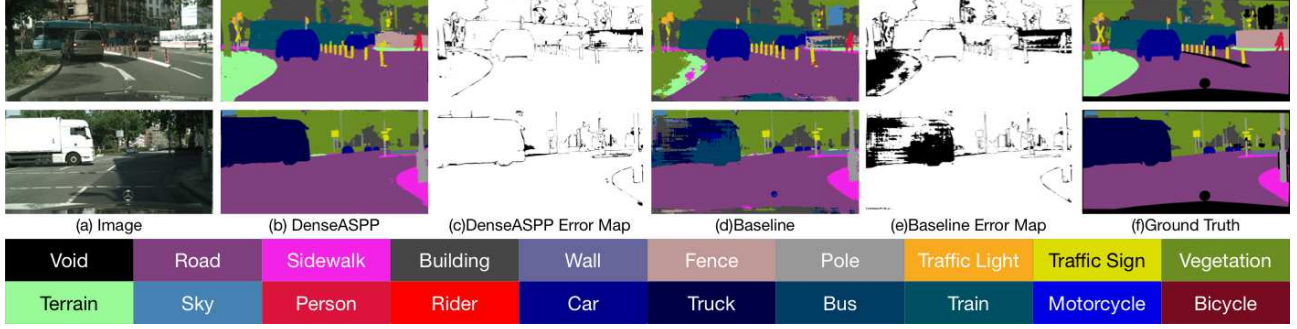 (a) Image (b) DenseASPP (c)DenseASPP Error Map (d)Baseline (e)Baseline Error Map (f)Ground Truth
Void Road Sidewalk Building Wall Fence Pole Traffic Light Traffic Sign Vegetation
Terrain Sky Person Rider Car Truck Bus Train Motorcycle Bicycle